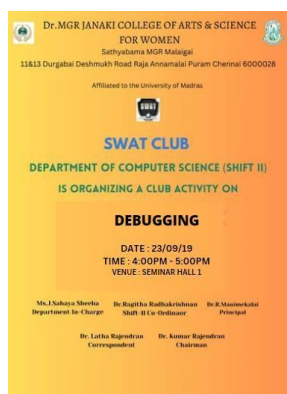 Dr.MGR JANAKI COLLEGE OF ARTS & SCIENCE
FOR WOMEN
Sathyabama MGR Malaigai
11&13 Durgabai Deshmukh Road Raja Annamalai Puram Chennai 6000028
Affiliated to the University of Madras
SWAT
SWAT CLUB
DEPARTMENT OF COMPUTER SCIENCE (SHIFT II)
IS ORGANIZING A CLUB ACTIVITY ON
DEBUGGING
DATE : 23/09/19
TIME : 4:00PM - 5:00PM
VENUE : SEMINAR HALL 1
Ms.J.Sahaya Sheeba
Department In-Charge
Dr.Ragitha Radhakrishnan
Shift-II Co-Ordinaor
Dr.R.Manimekalai
Principal
Dr. Latha Rajendran
Correspondent
Dr. Kumar Rajendran
Chairman